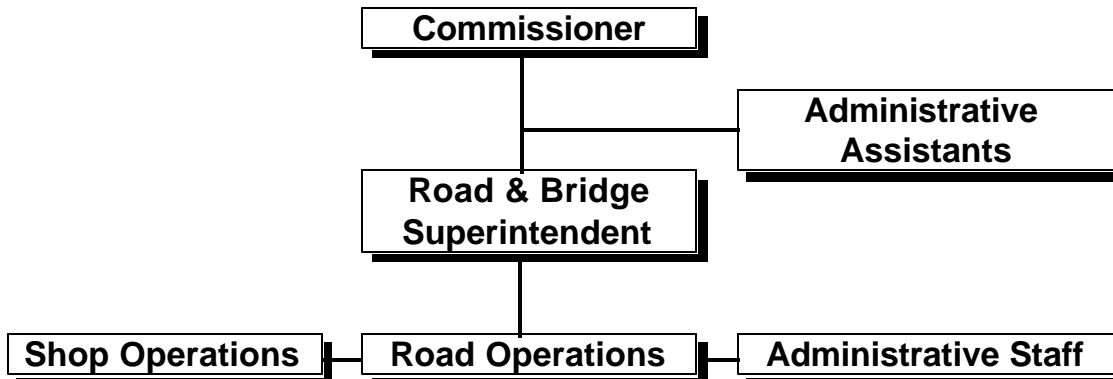 Commissioner
Administrative
Assistants
Road & Bridge
Superintendent
Shop Operations
Road Operations
Administrative Staff